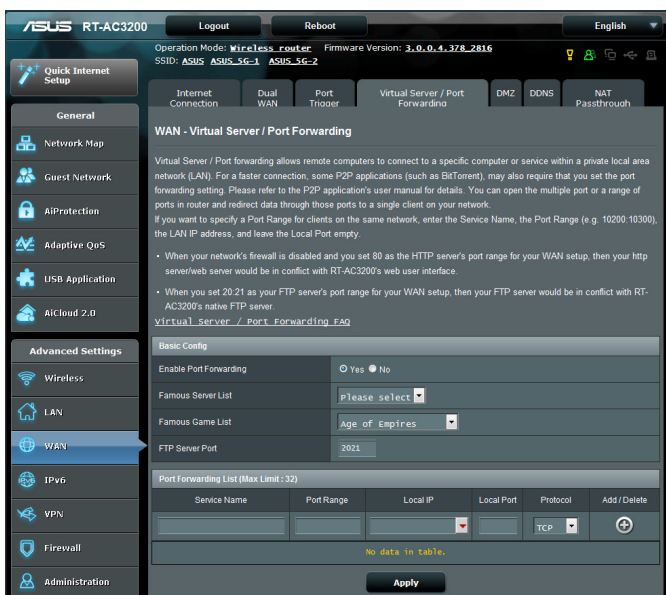 ASUS RT-AC3200
Logout
Reboot
English
Operation Mode: Wireless router Firmware Version: 3.0.0.4.378_2816
SSID: ASUS ASUS_5G-1 ASUS_5G-2
Quick Internet
Setup
General
Network Map
Guest Network
AiProtection
Adaptive QoS
USB Application
AiCloud 2.0
Advanced Settings
Wireless
LAN
WAN
IPv6
IPv6
VPN
Firewall
Administration
Internet
Connection
Dual
WAN
Port
Trigger
Virtual Server / Port
Forwarding
DMZ
DDNS
NAT
Passthrough
WAN - Virtual Server / Port Forwarding
Virtual Server / Port forwarding allows remote computers to connect to a specific computer or service within a private local area
network (LAN). For a faster connection, some P2P applications (such as BitTorrent), may also require that you set the port
forwarding setting. Please refer to the P2P application's user manual for details. You can open the multiple port or a range of
ports in router and redirect data through those ports to a single client on your network.
If you want to specify a Port Range for clients on the same network, enter the Service Name, the Port Range (e.g. 10200:10300),
the LAN IP address, and leave the Local Port empty.
• When your network's firewall is disabled and you set 80 as the HTTP server's port range for your WAN setup, then your http
server/web server would be in conflict with RT-AC3200's web user interface.
• When you set 20:21 as your FTP server's port range for your WAN setup, then your FTP server would be in conflict with RT-
AC3200's native FTP server.
Virtual Server / Port Forwarding FAQ
Basic Config
Enable Port Forwarding
Yes No
Famous Server List
Please select
Famous Game List
Age of Empires
FTP Server Port
2021
Port Forwarding List (Max Limit : 32)
Service Name Port Range Local IP Local Port Protocol Add / Delete
TCP
No data in table.
Apply